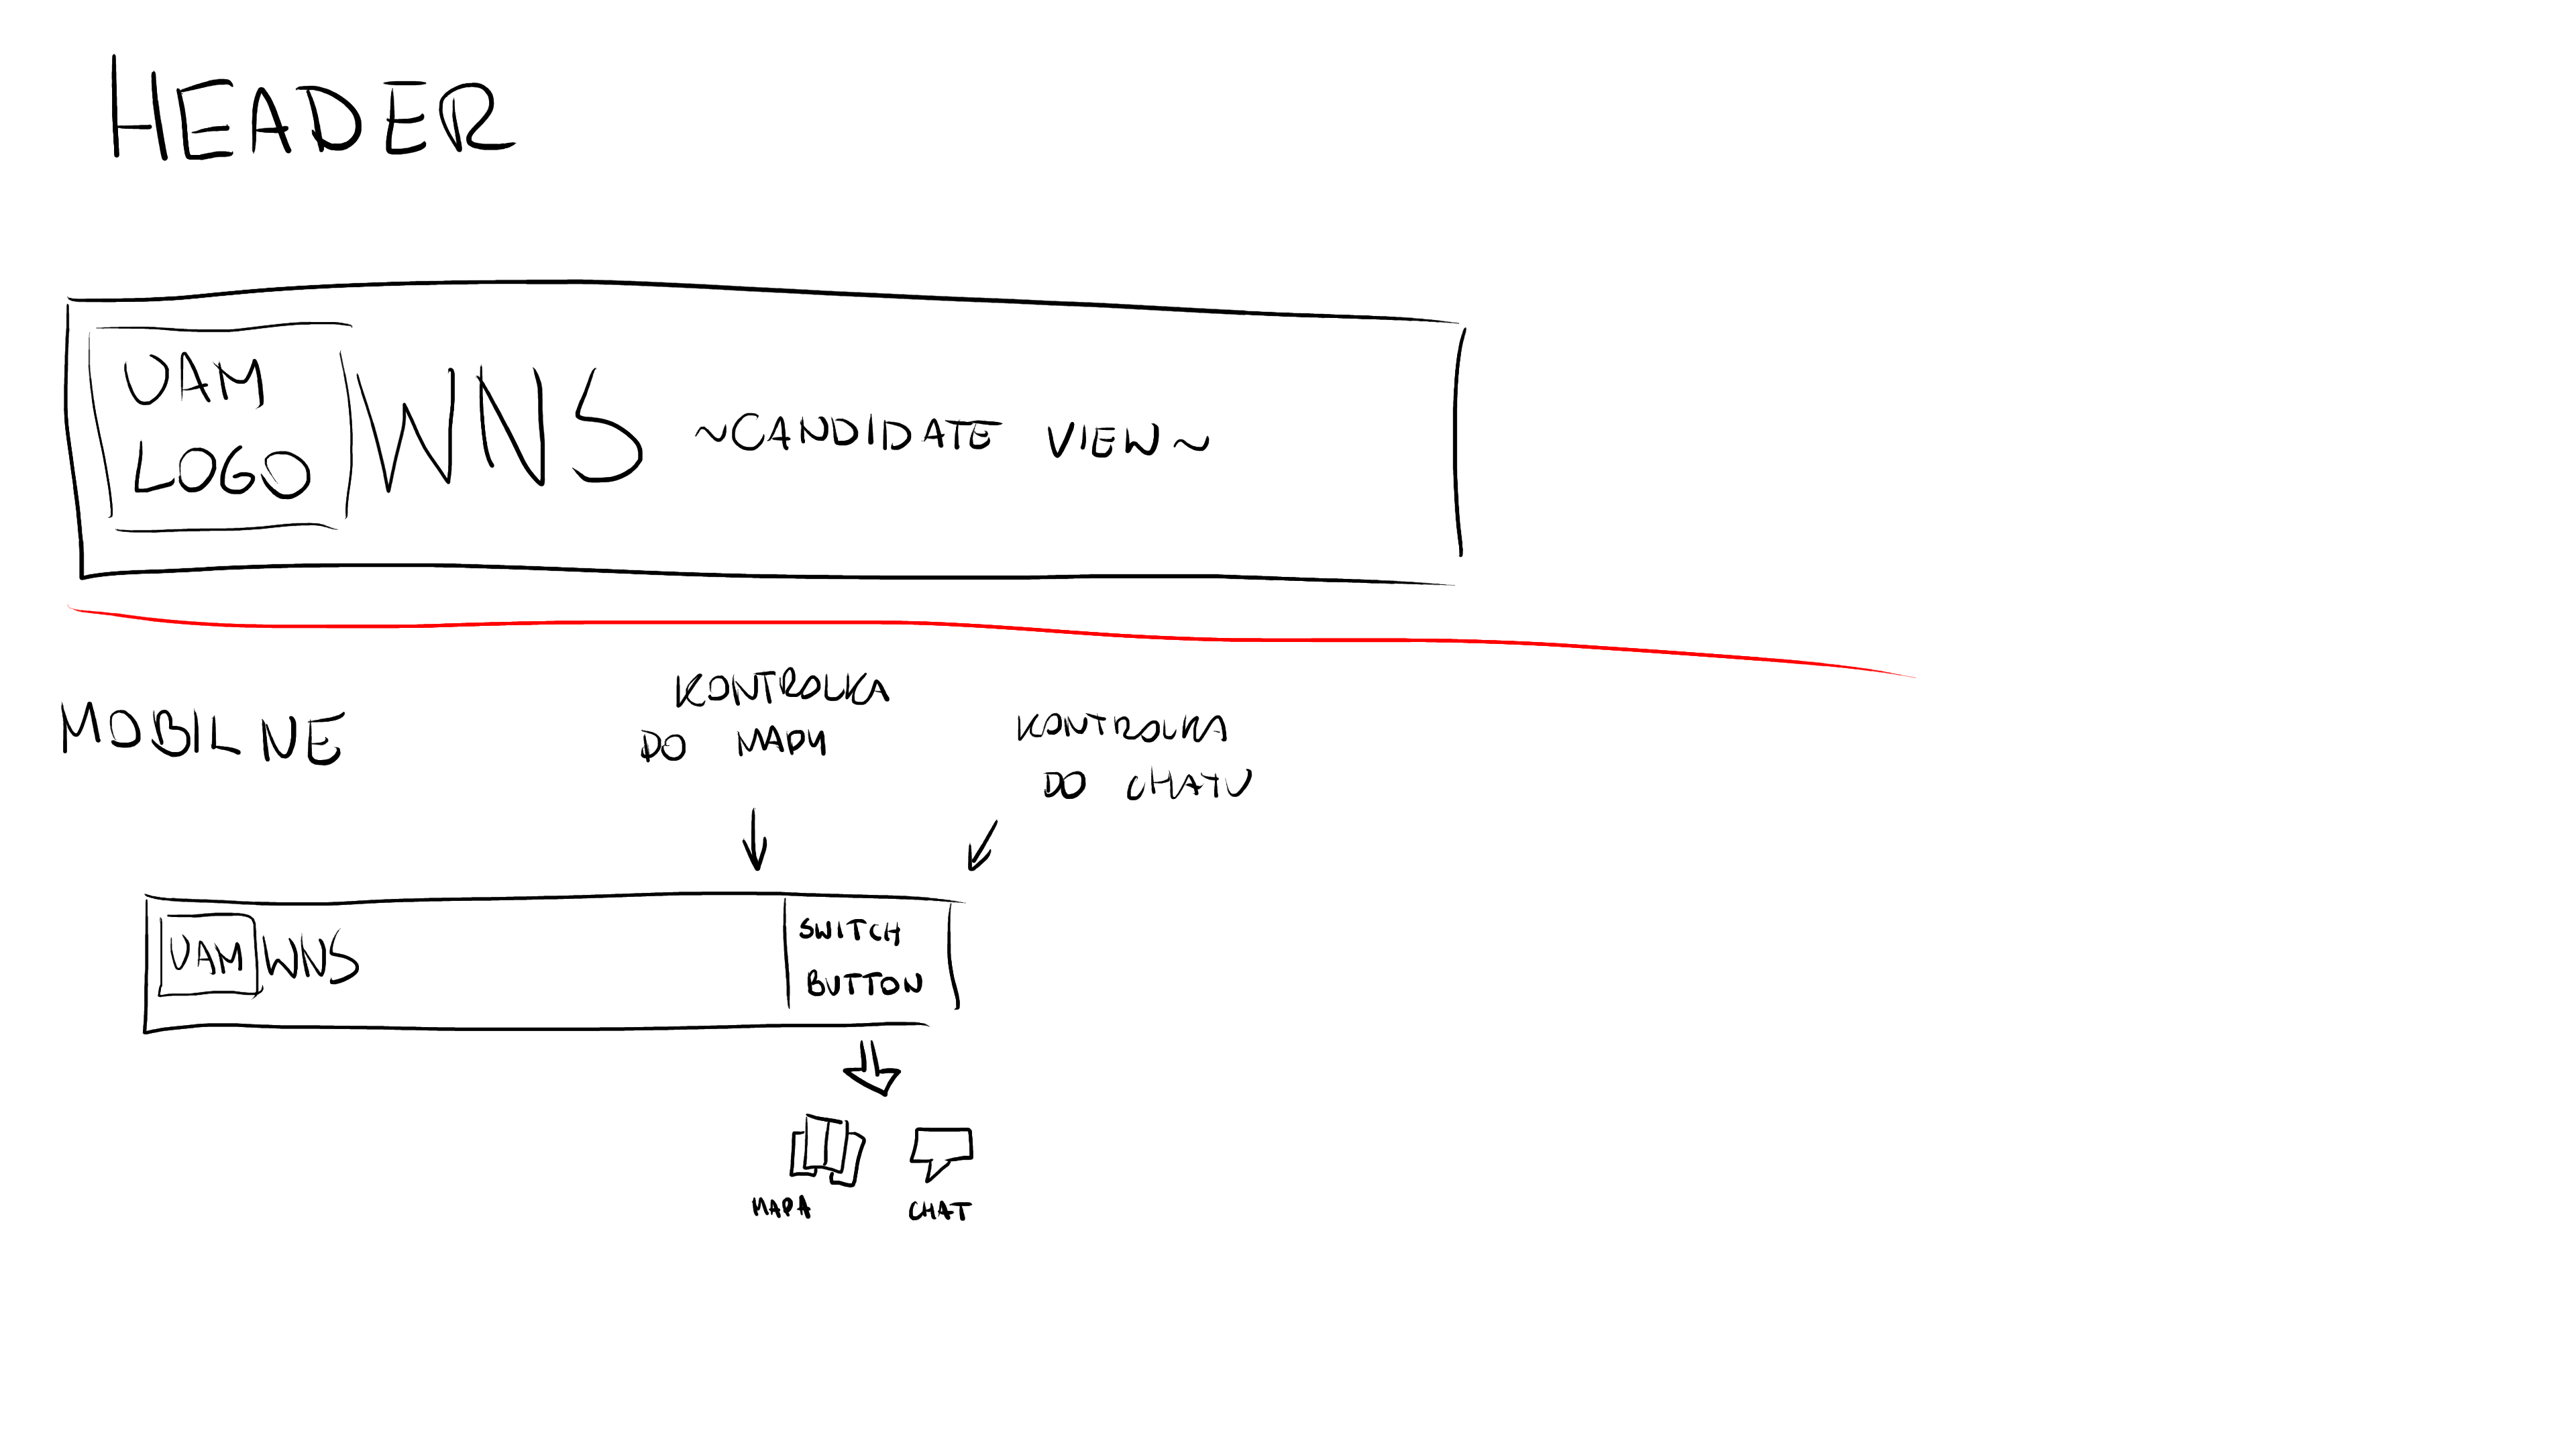 HEADER
UAM
LOGO
WNS ~CANDIDATE VIEW~
MOBILNE
KONTROLKA
DO MAPY
KONTROLKA
DO CHATU
UAM WNS
SWITCH
BUTTON
MAPA
CHAT